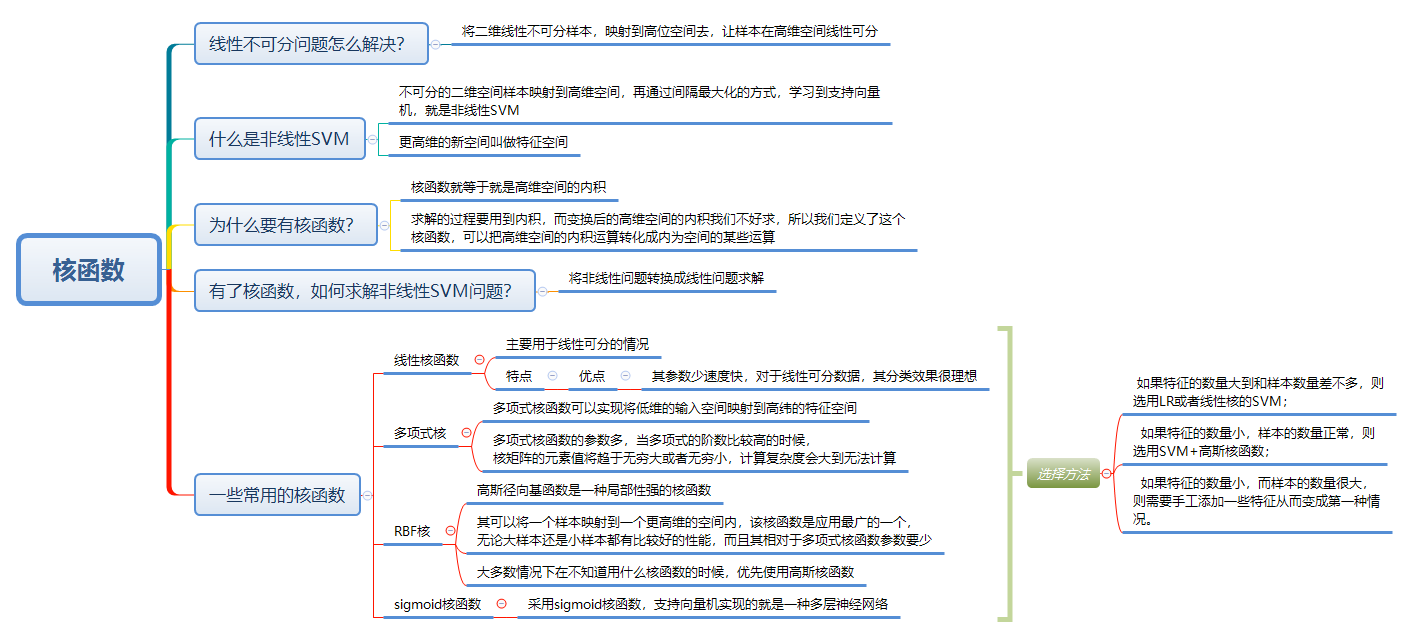 核函数
线性不可分问题怎么解决?
将二维线性不可分样本,映射到高位空间去,让样本在高维空间线性可分
什么是非线性SVM
不可分的二维空间样本映射到高维空间,再通过间隔最大化的方式,学习到支持向量
机,就是非线性SVM
更高维的新空间叫做特征空间
为什么要有核函数?
核函数就等于就是高维空间的内积
求解的过程要用到内积,而变换后的高维空间的内积我们不好求,所以我们定义了这个
核函数,可以把高维空间的内积运算转化成内为空间的某些运算
有了核函数,如何求解非线性SVM问题?
将非线性问题转换成线性问题求解
一些常用的核函数
线性核函数
主要用于线性可分的情况
特点
优点
其参数少速度快,对于线性可分数据,其分类效果很理想
多项式核
多项式核函数可以实现将低维的输入空间映射到高纬的特征空间
多项式核函数的参数多,当多项式的阶数比较高的时候,
核矩阵的元素值将趋于无穷大或者无穷小,计算复杂度会大到无法计算
RBF核
高斯径向基函数是一种局部性强的核函数
其可以将一个样本映射到一个更高维的空间内,该核函数是应用最广的一个,
无论大样本还是小样本都有比较好的性能,而且其相对于多项式核函数参数要少
大多数情况下在不知道用什么核函数的时候,优先使用高斯核函数
sigmoid核函数
采用sigmoid核函数,支持向量机实现的就是一种多层神经网络
选择方法
如果特征的数量大到和样本数量差不多,则
选用LR或者线性核的SVM;
如果特征的数量小,样本的数量正常,则
选用SVM+高斯核函数;
如果特征的数量小,而样本的数量很大,
则需要手工添加一些特征从而变成第一种情
况。